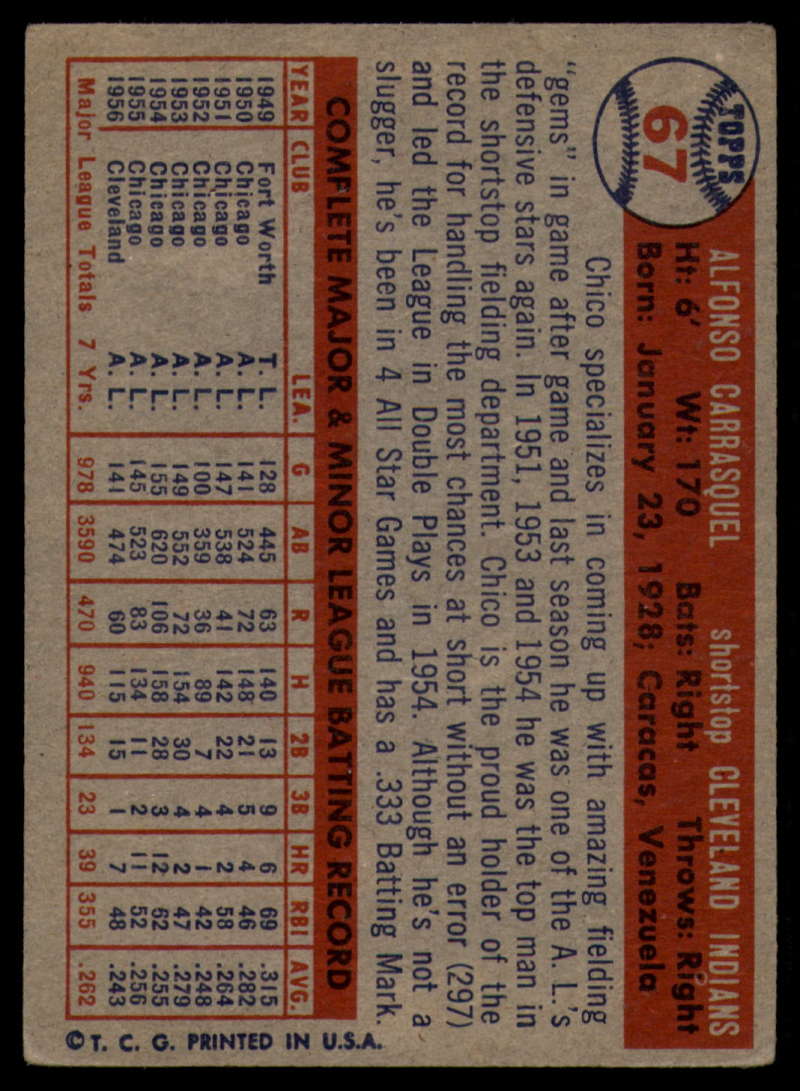 TOPPS
67
ALFONSO CARRASQUEL shortstop CLEVELAND INDIANS
Ht: 6' Wt: 170 Bats: Right Throws: Right
Born: January 23, 1928; Caracas, Venezuela
Chico specializes in coming up with amazing fielding
"gems" in game after game and last season he was one of the A. L.'s
defensive stars again. In 1951, 1953 and 1954 he was the top man in
the shortstop fielding department. Chico is the proud holder of the
record for handling the most chances at short without an error (297)
and led the League in Double Plays in 1954. Although he's not a
slugger, he's been in 4 All Star Games and has a .333 Batting Mark.
COMPLETE MAJOR & MINOR LEAGUE BATTING RECORD
YEAR CLUB LEA. G AB R H 2B 3B HR RBI AVG.
1949 Fort Worth T. L. 128 445 63 140 13 9 6 69 .315
1950 Chicago A. L. 141 524 72 148 21 5 4 46 .282
1951 Chicago A. L. 147 538 41 142 22 4 2 58 .264
1952 Chicago A. L. 100 359 36 89 7 4 1 42 .248
1953 Chicago A. L. 149 552 72 154 30 4 2 47 .279
1954 Chicago A. L. 155 620 106 158 28 3 12 62 .255
1955 Chicago A. L. 145 523 83 134 11 2 11 52 .256
1956 Cleveland A. L. 141 474 60 115 15 1 7 48 .243
Major League Totals 7 Yrs. 978 3590 470 940 134 23 39 355 .262
© T. C. G. PRINTED IN U.S.A.